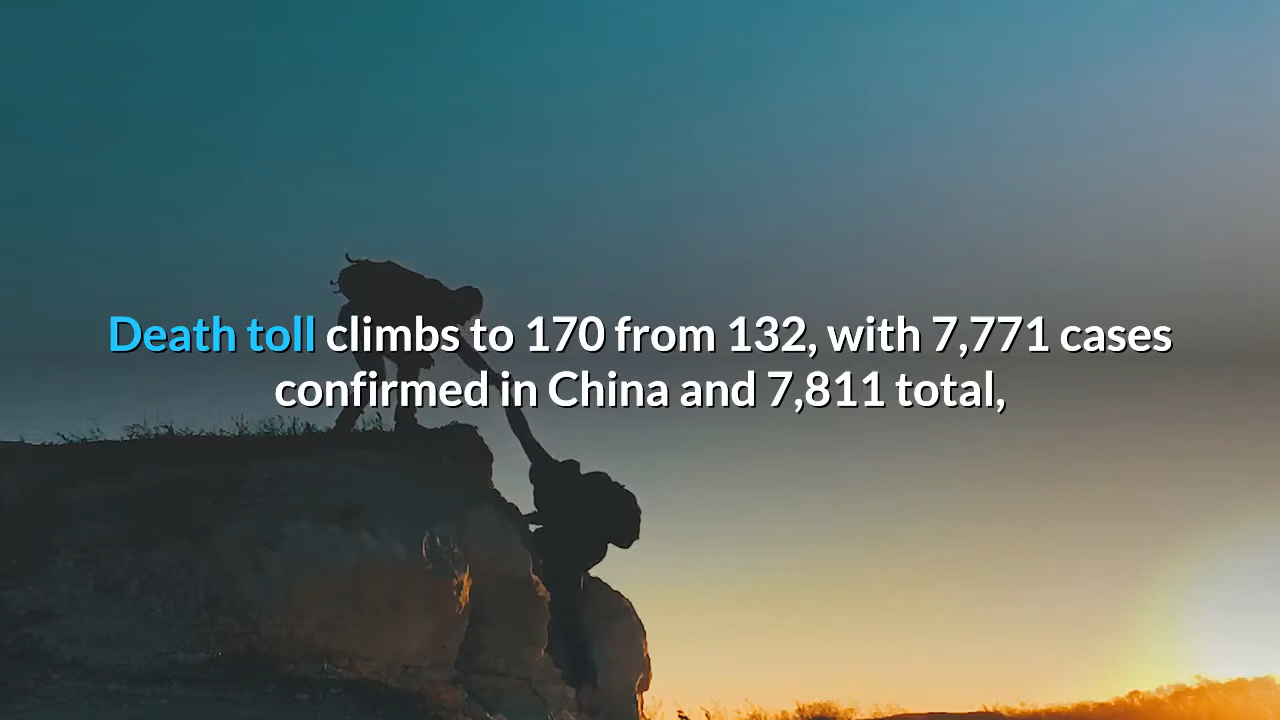 Death toll climbs to 170 from 132, with 7,771 cases
confirmed in China and 7,811 total,